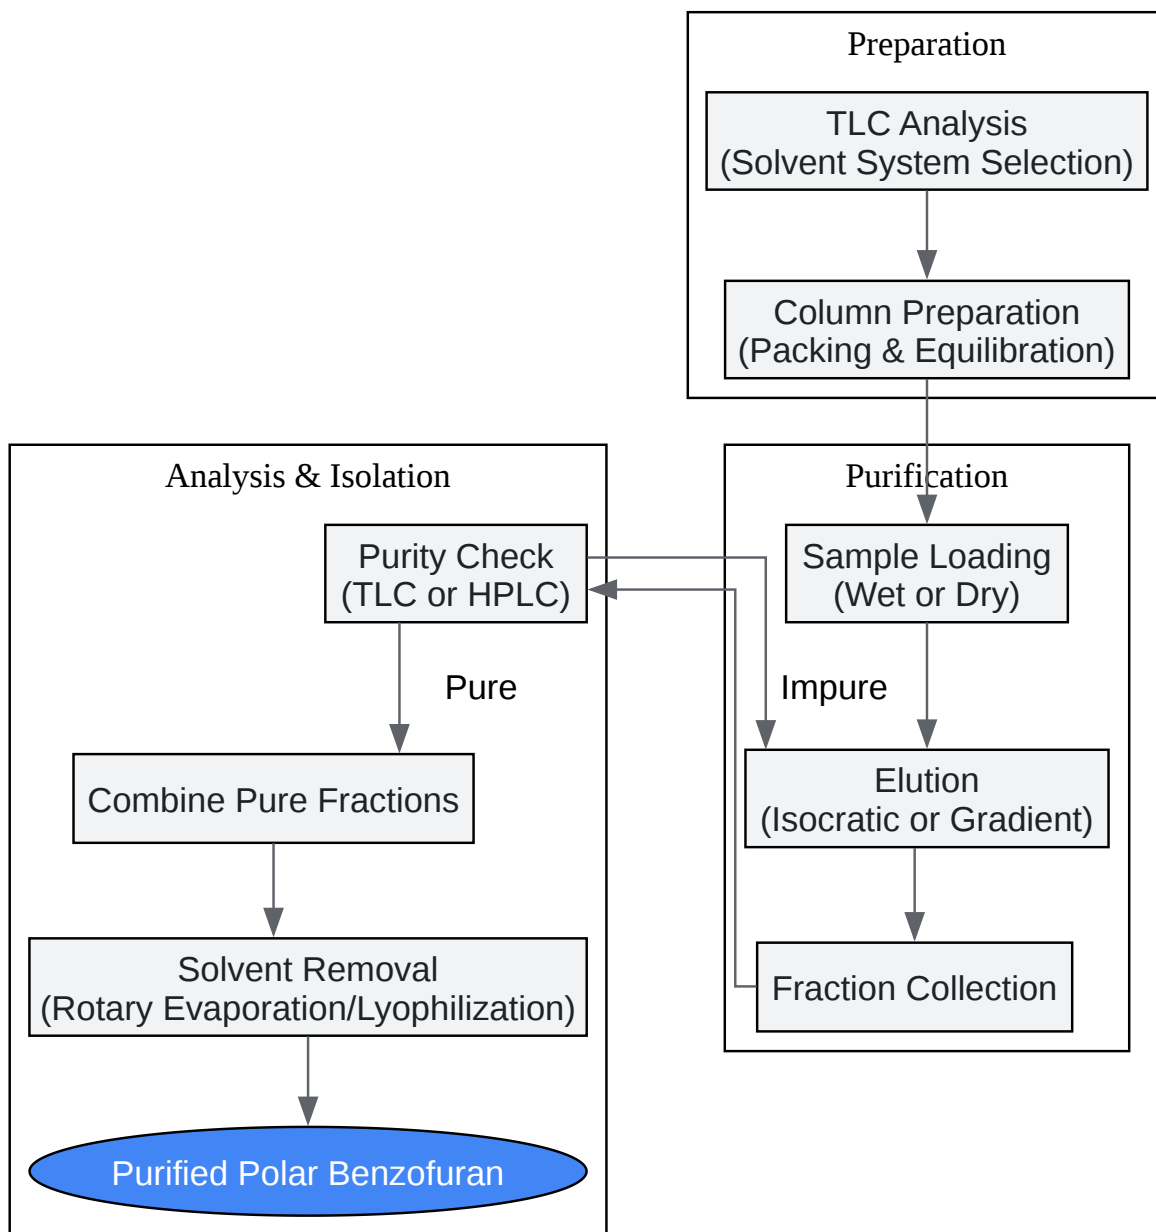 Preparation
TLC Analysis
(Solvent System Selection)
Column Preparation
(Packing & Equilibration)
Purification
Sample Loading
(Wet or Dry)
Impure
Elution
(Isocratic or Gradient)
Fraction Collection
Analysis & Isolation
Purity Check
(TLC or HPLC)
Pure
Combine Pure Fractions
Solvent Removal
(Rotary Evaporation/Lyophilization)
Purified Polar Benzofuran